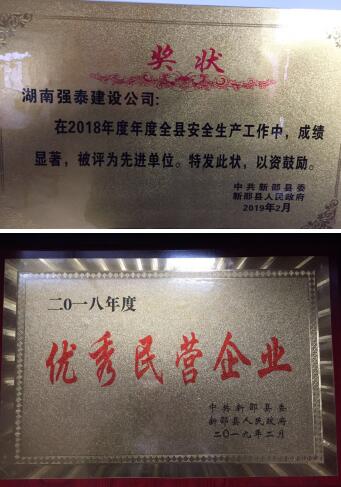 奖状
湖南强泰建设公司:
在2018年度年度全县安全生产工作中，成绩
显著，被评为先进单位。特发此状，以资鼓励。
中共新邵县委
新邵县人民政府
2019年2月
二〇一八年度
优秀民营企业
中共新邵县委
新邵县人民政府
二〇一九年二月